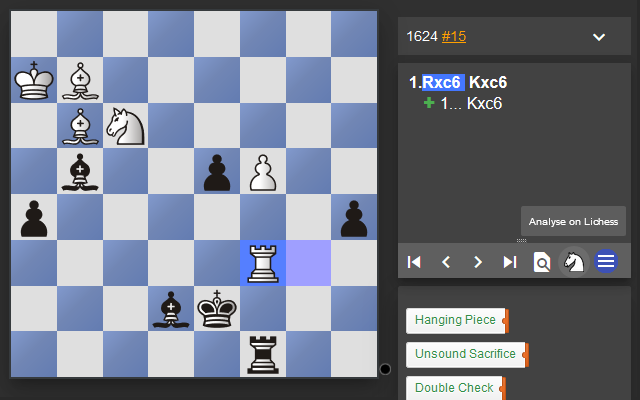 1624 #15
1.Rxc6 Kxc6
+ 1... Kxc6
Analyse on Lichess
Hanging Piece
Unsound Sacrifice
Double Check